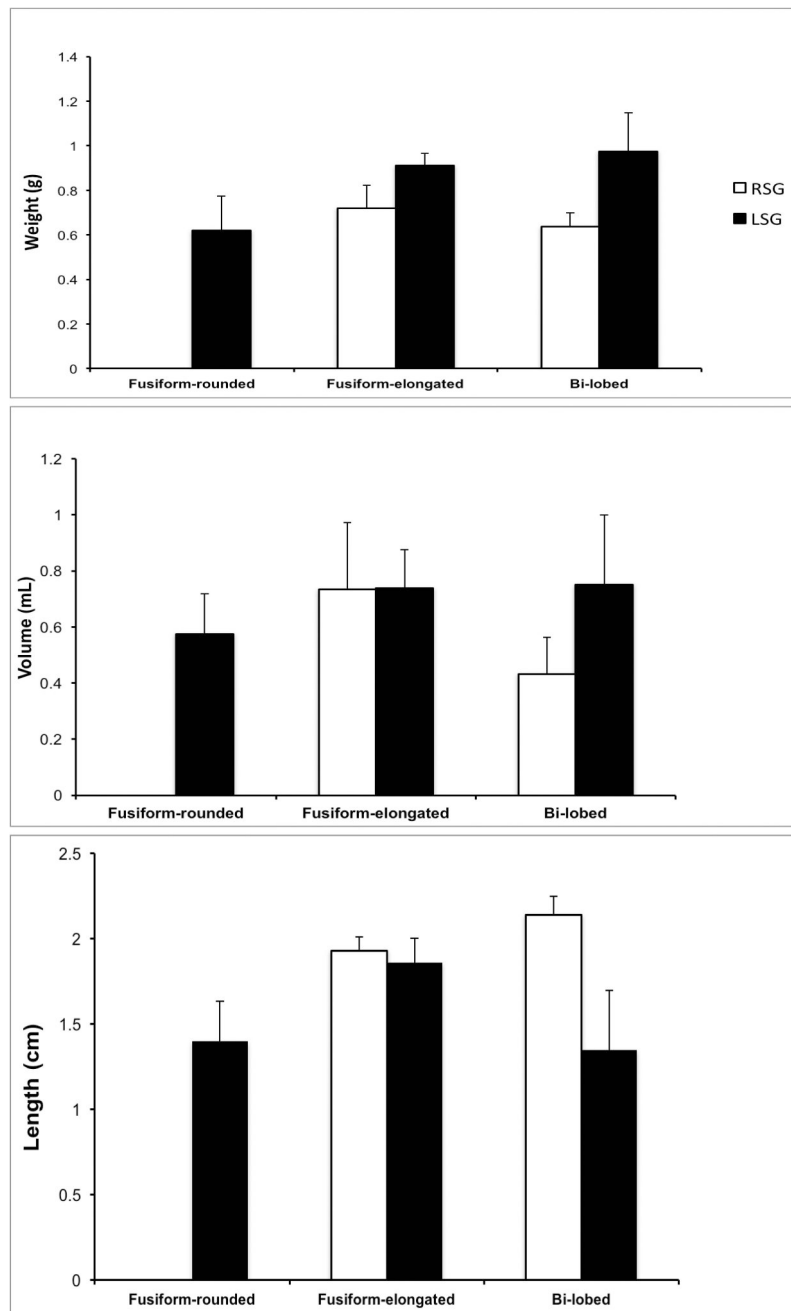 1.4
1.2
1
0.8
0.6
0.4
0.2
0
Weight (g)
RSG
LSG
Fusiform-rounded Fusiform-elongated Bi-lobed
1.2
1
0.8
0.6
0.4
0.2
0
Volume (mL)
Fusiform-rounded Fusiform-elongated Bi-lobed
2.5
2
1.5
1
0.5
0
Length (cm)
Fusiform-rounded Fusiform-elongated Bi-lobed